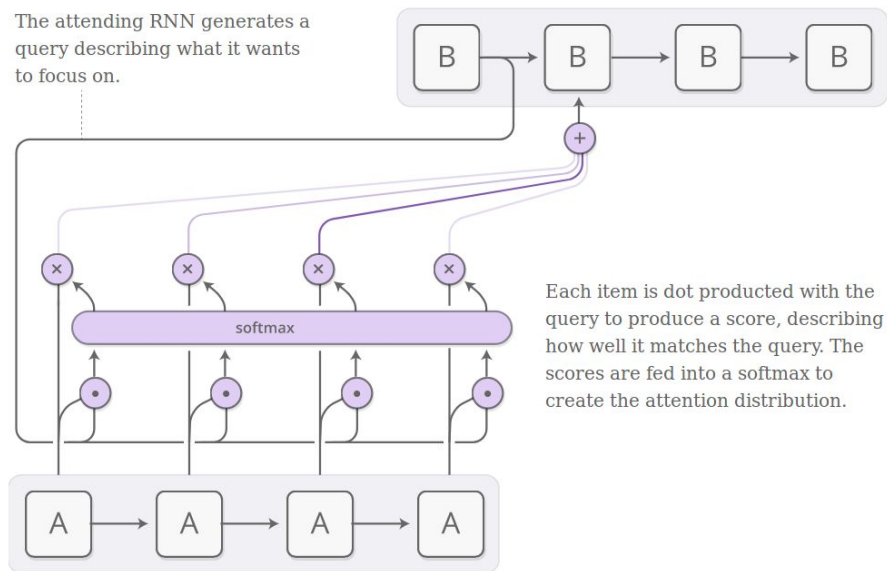 The attending RNN generates a
query describing what it wants
to focus on.
B B B B
+
× × × ×
softmax
Each item is dot producted with the
query to produce a score, describing
how well it matches the query. The
scores are fed into a softmax to
create the attention distribution.
• • • •
A A A A